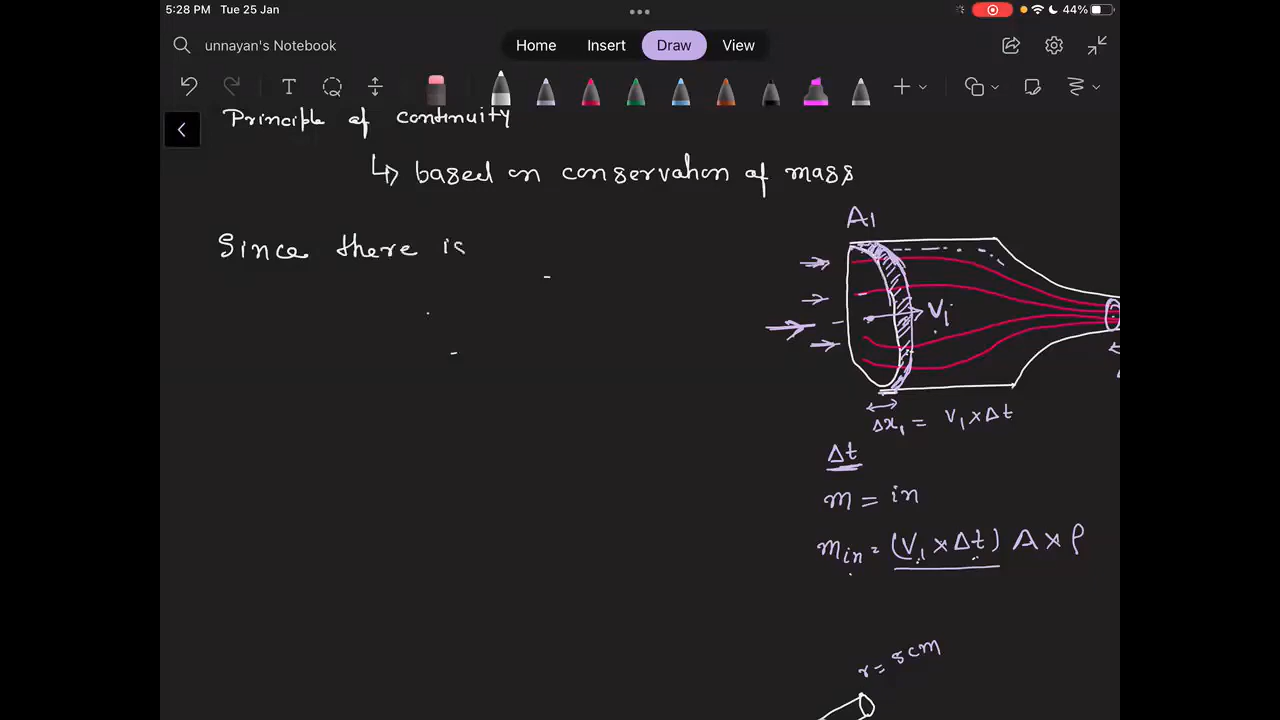 5:28 PM Tue 25 Jan
44%
unnayan's Notebook
Home Insert Draw View
Principle of continuity
↳ based on conservation of mass
Since there is
A1
V1
Δx1 = V1 × Δt
Δt
m = in
min = (V1 × Δt) A × ρ
r = 8cm